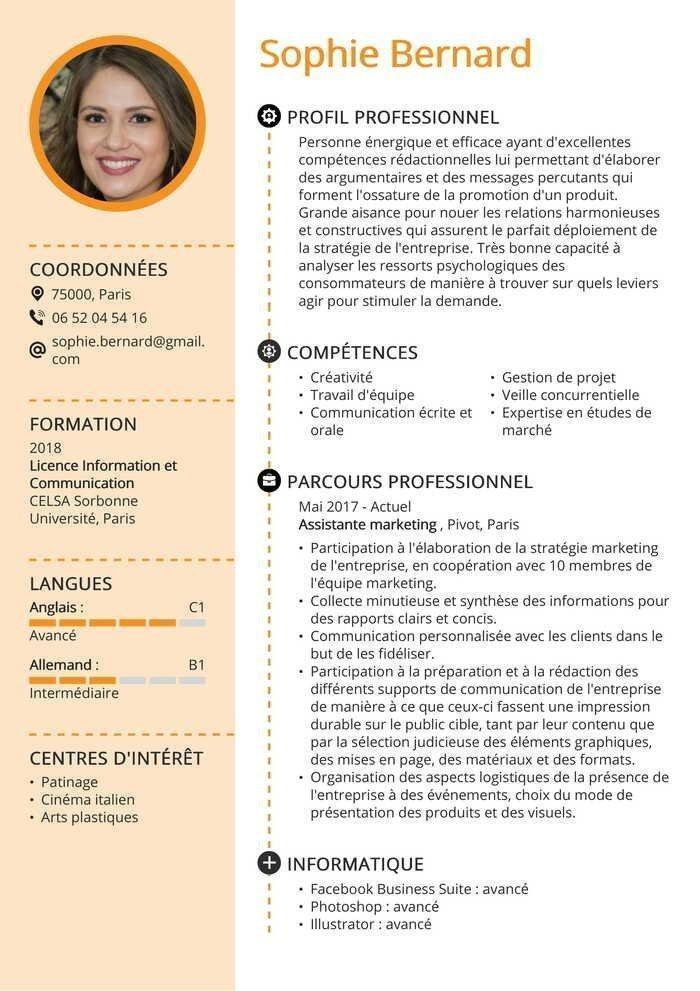 Sophie Bernard
COORDONNÉES
75000, Paris
06 52 04 54 16
sophie.bernard@gmail.
com
FORMATION
2018
Licence Information et
Communication
CELSA Sorbonne
Université, Paris
LANGUES
Anglais : C1
Avancé
Allemand : B1
Intermédiaire
CENTRES D'INTÉRÊT
• Patinage
• Cinéma italien
• Arts plastiques
PROFIL PROFESSIONNEL
Personne énergique et efficace ayant d'excellentes
compétences rédactionnelles lui permettant d'élaborer
des argumentaires et des messages percutants qui
forment l'ossature de la promotion d'un produit.
Grande aisance pour nouer les relations harmonieuses
et constructives qui assurent le parfait déploiement de
la stratégie de l'entreprise. Très bonne capacité à
analyser les ressorts psychologiques des
consommateurs de manière à trouver sur quels leviers
agir pour stimuler la demande.
COMPÉTENCES
• Créativité
• Travail d'équipe
• Communication écrite et
orale
• Gestion de projet
• Veille concurrentielle
• Expertise en études de
marché
PARCOURS PROFESSIONNEL
Mai 2017 - Actuel
Assistante marketing , Pivot, Paris
• Participation à l'élaboration de la stratégie marketing
de l'entreprise, en coopération avec 10 membres de
l'équipe marketing.
• Collecte minutieuse et synthèse des informations pour
des rapports clairs et concis.
• Communication personnalisée avec les clients dans le
but de les fidéliser.
• Participation à la préparation et à la rédaction des
différents supports de communication de l'entreprise
de manière à ce que ceux-ci fassent une impression
durable sur le public cible, tant par leur contenu que
par la sélection judicieuse des éléments graphiques,
des mises en page, des matériaux et des formats.
• Organisation des aspects logistiques de la présence de
l'entreprise à des événements, choix du mode de
présentation des produits et des visuels.
INFORMATIQUE
• Facebook Business Suite : avancé
• Photoshop : avancé
• Illustrator : avancé